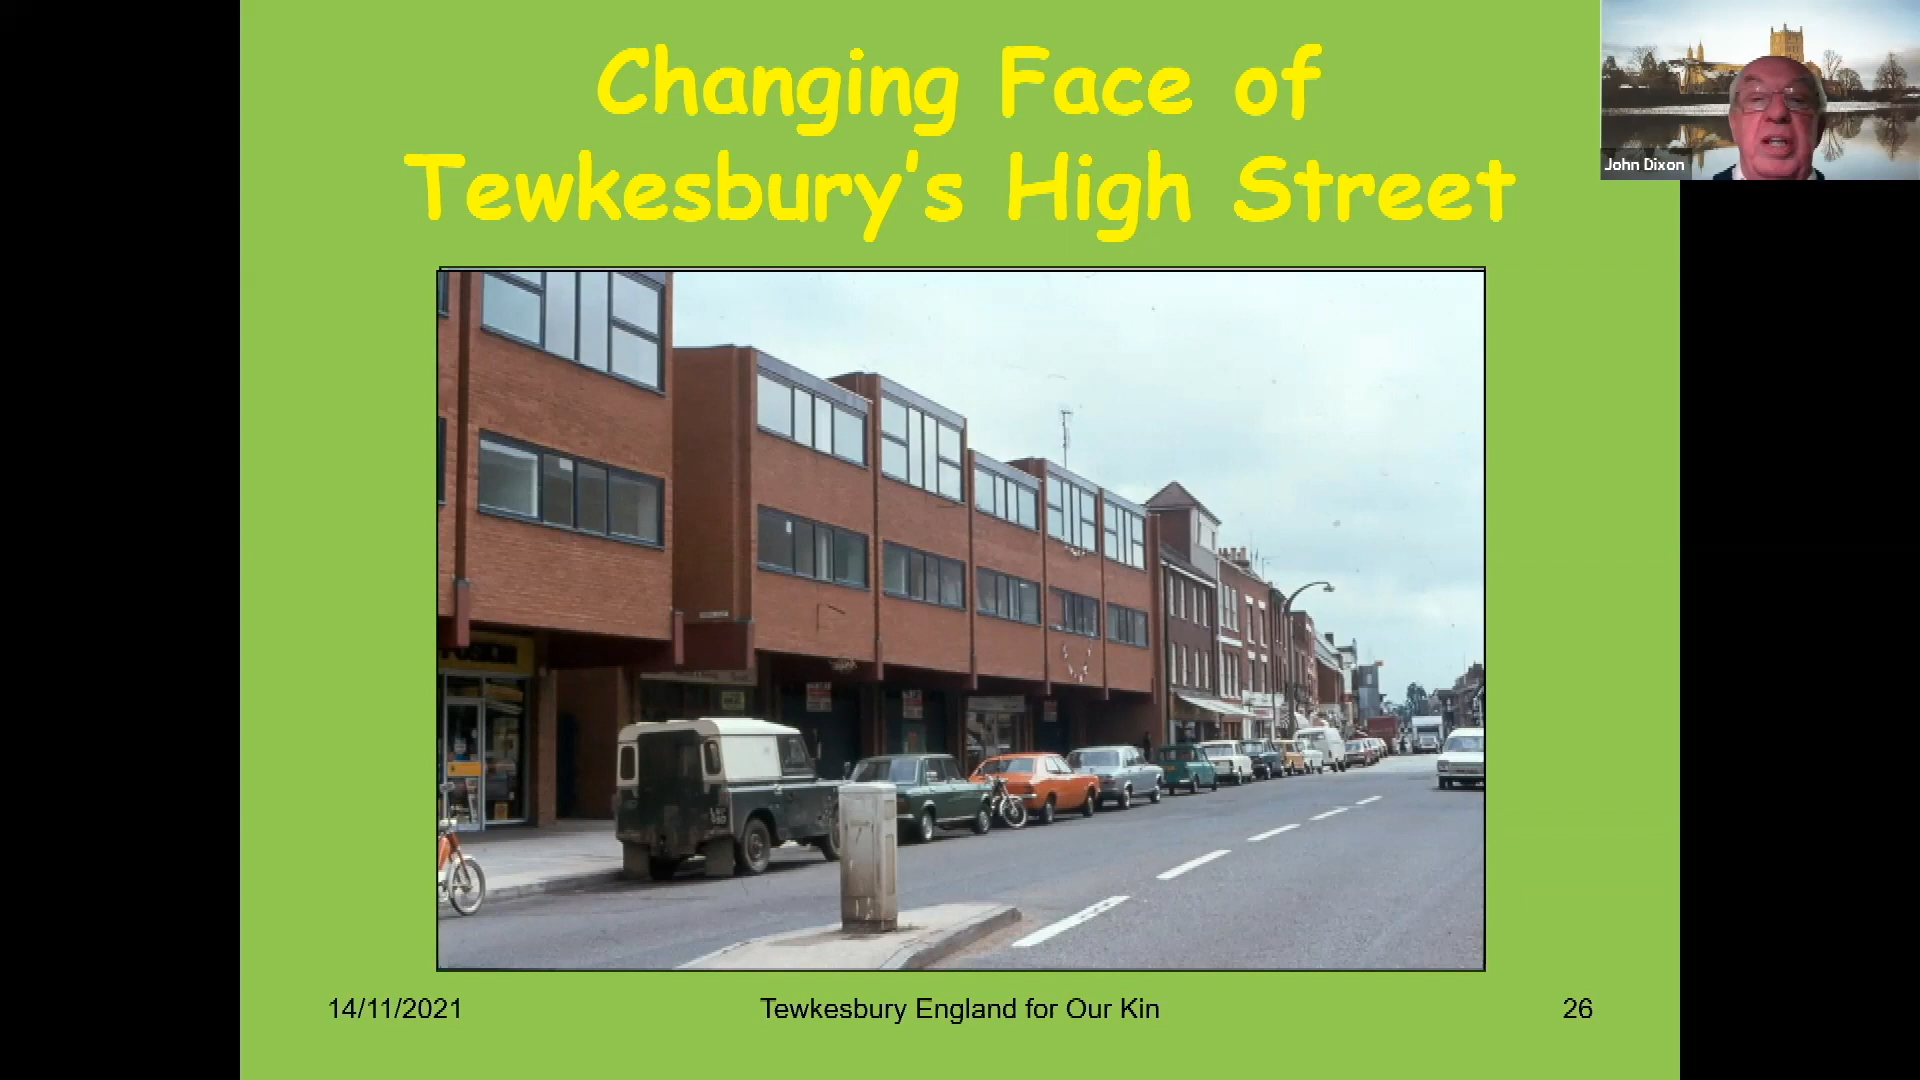 Changing Face of
Tewkesbury's High Street
John Dixon
14/11/2021
Tewkesbury England for Our Kin
26